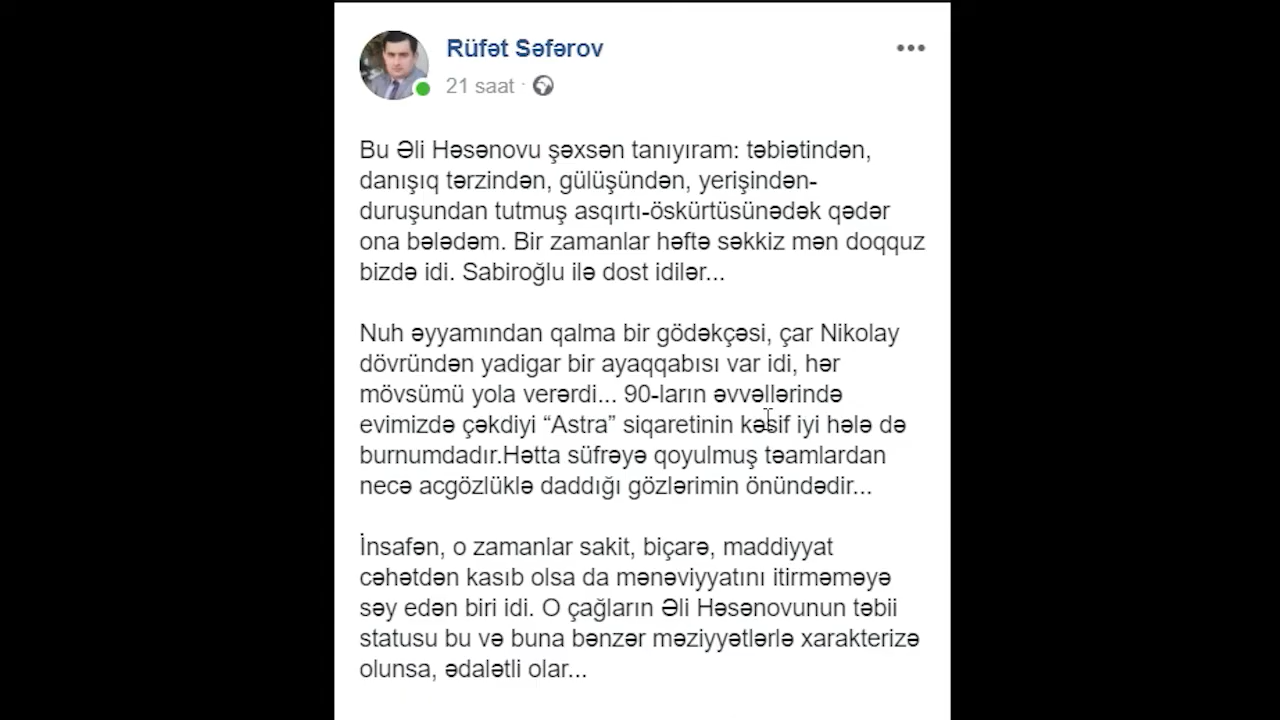 Rüfət Səfərov
21 saat ·
Bu Əli Həsənovu şəxsən tanıyıram: təbiətindən,
danışıq tərzindən, gülüşündən, yerişindən-
duruşundan tutmuş asqırtı-öskürtüsünədək qədər
ona bələdəm. Bir zamanlar həftə səkkiz mən doqquz
bizdə idi. Sabiroğlu ilə dost idilər...
Nuh əyyamından qalma bir gödəkçəsi, çar Nikolay
dövründən yadigar bir ayaqqabısı var idi, hər
mövsümü yola verərdi... 90-ların əvvəllərində
evimizdə çəkdiyi “Astra” siqaretinin kəsif iyi hələ də
burnumdadır.Hətta süfrəyə qoyulmuş təamlardan
necə acgözlüklə daddığı gözlərimin önündədir...
İnsafən, o zamanlar sakit, biçarə, maddiyyat
cəhətdən kasıb olsa da mənəviyyatını itirməməyə
səy edən biri idi. O çağların Əli Həsənovunun təbii
statusu bu və buna bənzər məziyyətlərlə xarakterizə
olunsa, ədalətli olar...